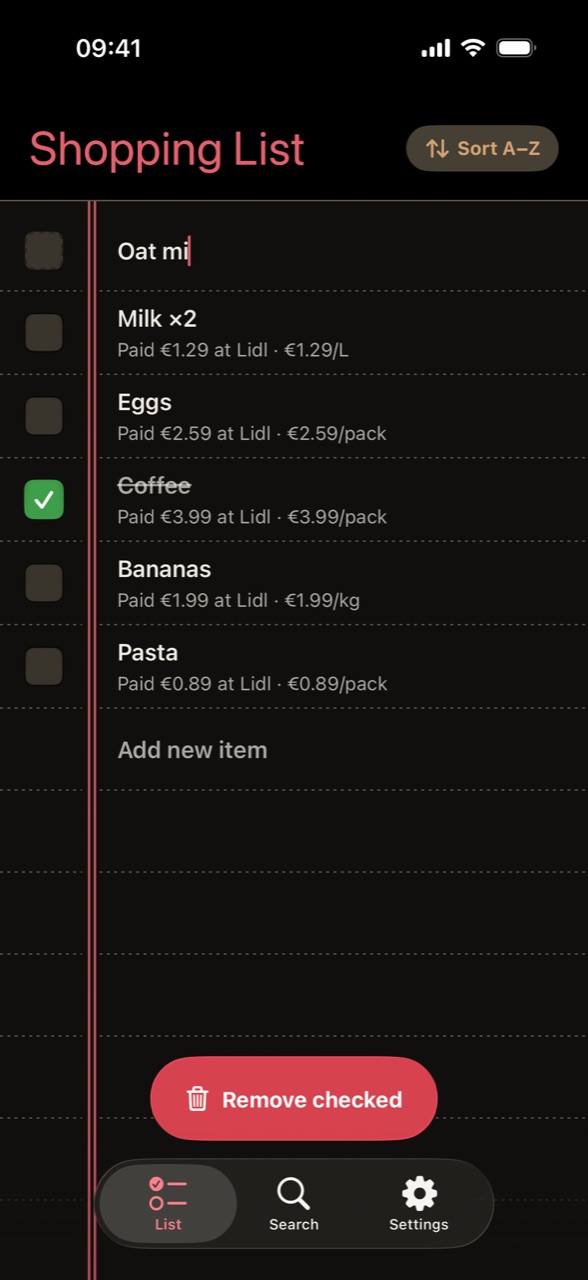 09:41
Shopping List
Sort A–Z
Oat mi
Milk ×2
Paid €1.29 at Lidl · €1.29/L
Eggs
Paid €2.59 at Lidl · €2.59/pack
Coffee
Paid €3.99 at Lidl · €3.99/pack
Bananas
Paid €1.99 at Lidl · €1.99/kg
Pasta
Paid €0.89 at Lidl · €0.89/pack
Add new item
Remove checked
List
Search
Settings